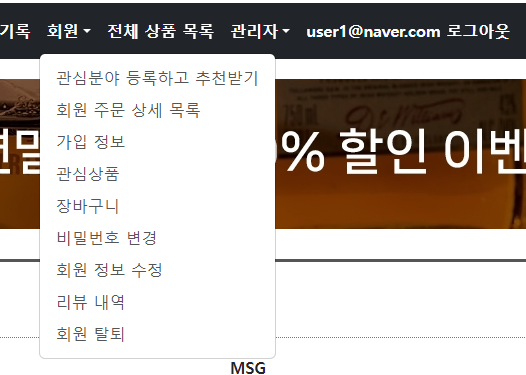 기록 회원 전체 상품 목록 관리자 user1@naver.com 로그아웃
관심분야 등록하고 추천받기
회원 주문 상세 목록
가입 정보
관심상품
장바구니
비밀번호 변경
회원 정보 수정
리뷰 내역
회원 탈퇴
% 할인 이벤
MSG